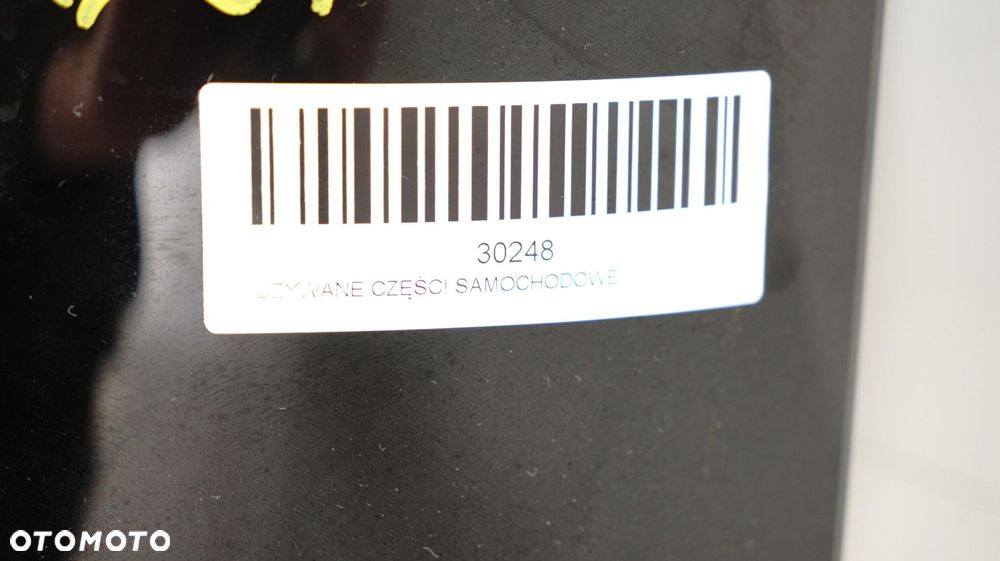 30248
UŻYWANE CZĘŚCI SAMOCHODOWE
OTOMOTO